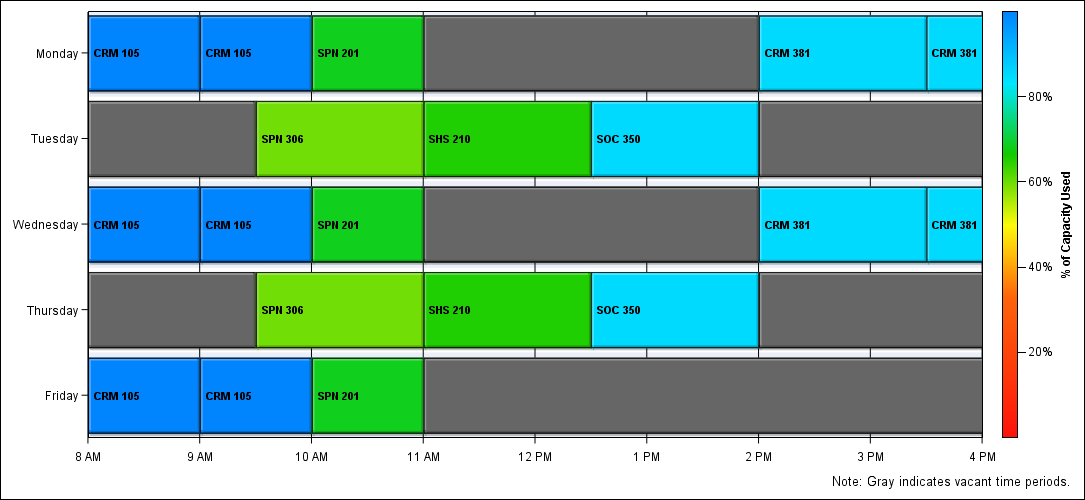 Monday
CRM 105
CRM 105
SPN 201
CRM 381
CRM 381
Tuesday
SPN 306
SHS 210
SOC 350
Wednesday
CRM 105
CRM 105
SPN 201
CRM 381
CRM 381
Thursday
SPN 306
SHS 210
SOC 350
Friday
CRM 105
CRM 105
SPN 201
8 AM
9 AM
10 AM
11 AM
12 PM
1 PM
2 PM
3 PM
4 PM
80%
60%
40%
20%
% of Capacity Used
Note: Gray indicates vacant time periods.